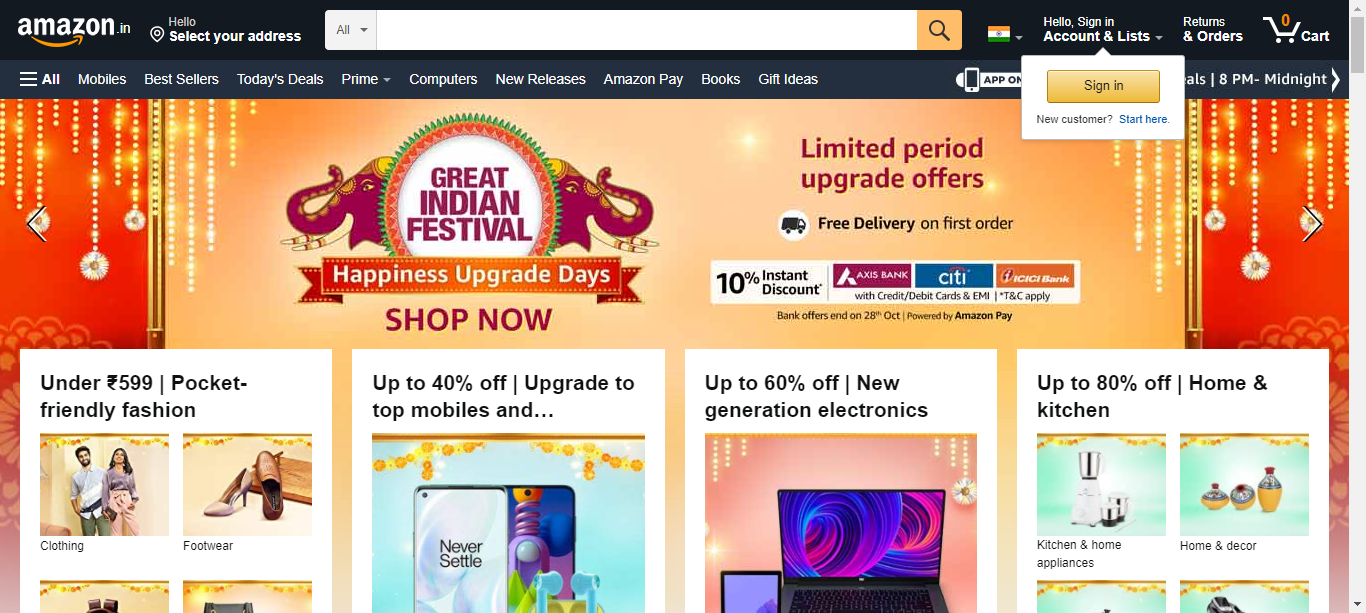 amazon.in
Hello
Select your address
All
Hello, Sign in
Account & Lists
Returns
& Orders
0
Cart
All
Mobiles
Best Sellers
Today's Deals
Prime
Computers
New Releases
Amazon Pay
Books
Gift Ideas
APP ON
als | 8 PM- Midnight
Sign in
New customer? Start here.
GREAT
INDIAN
FESTIVAL
Happiness Upgrade Days
SHOP NOW
Limited period
upgrade offers
Free Delivery on first order
10% Instant Discount*
AXIS BANK
citi
ICICI Bank
with Credit/Debit Cards & EMI | *T&C apply
Bank offers end on 28th Oct | Powered by Amazon Pay
Under ₹599 | Pocket-
friendly fashion
Clothing
Footwear
Up to 40% off | Upgrade to
top mobiles and…
Never
Settle
Up to 60% off | New
generation electronics
Up to 80% off | Home &
kitchen
Kitchen & home
appliances
Home & decor